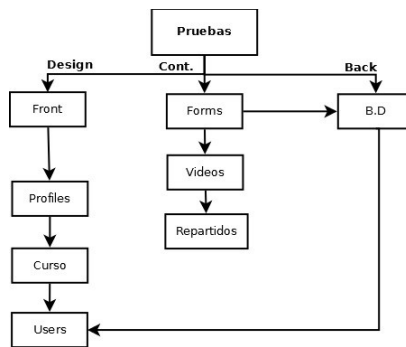 Pruebas
Design
Cont.
Back
Front
Forms
B.D
Profiles
Videos
Curso
Repartidos
Users